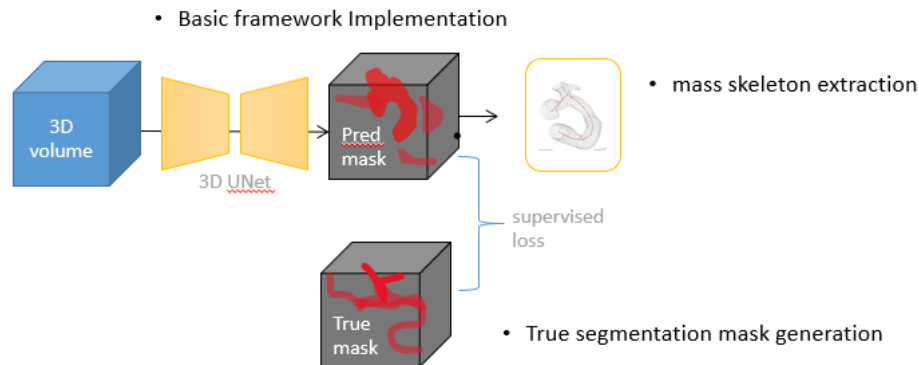 • Basic framework Implementation
3D
volume
3D UNet
Pred
mask
• mass skeleton extraction
supervised
loss
True
mask
• True segmentation mask generation